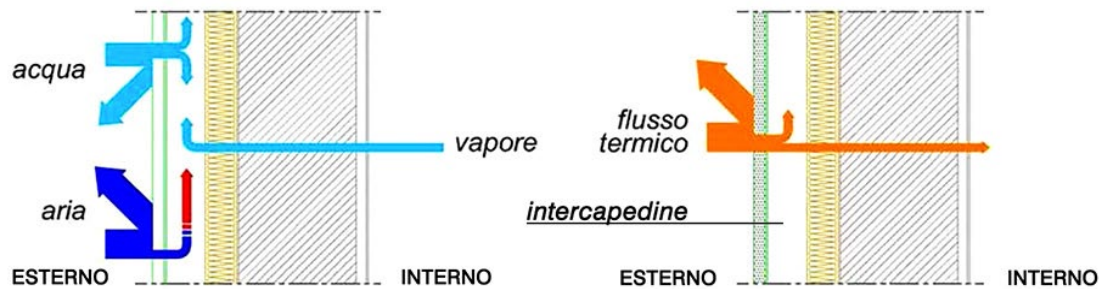 acqua
vapore
aria
ESTERNO
INTERNO
flusso
termico
intercapedine
ESTERNO
INTERNO